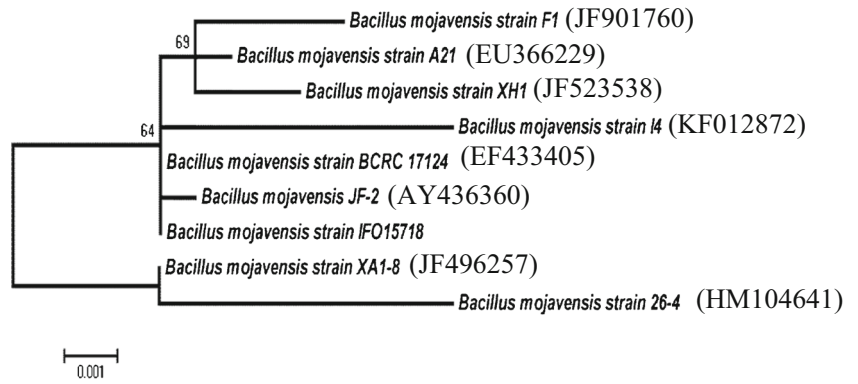 Bacillus mojavensis strain F1 (JF901760)
69
Bacillus mojavensis strain A21 (EU366229)
Bacillus mojavensis strain XH1 (JF523538)
64
Bacillus mojavensis strain I4 (KF012872)
Bacillus mojavensis strain BCRC 17124 (EF433405)
Bacillus mojavensis JF-2 (AY436360)
Bacillus mojavensis strain IFO15718
Bacillus mojavensis strain XA1-8 (JF496257)
Bacillus mojavensis strain 26-4 (HM104641)
0.001